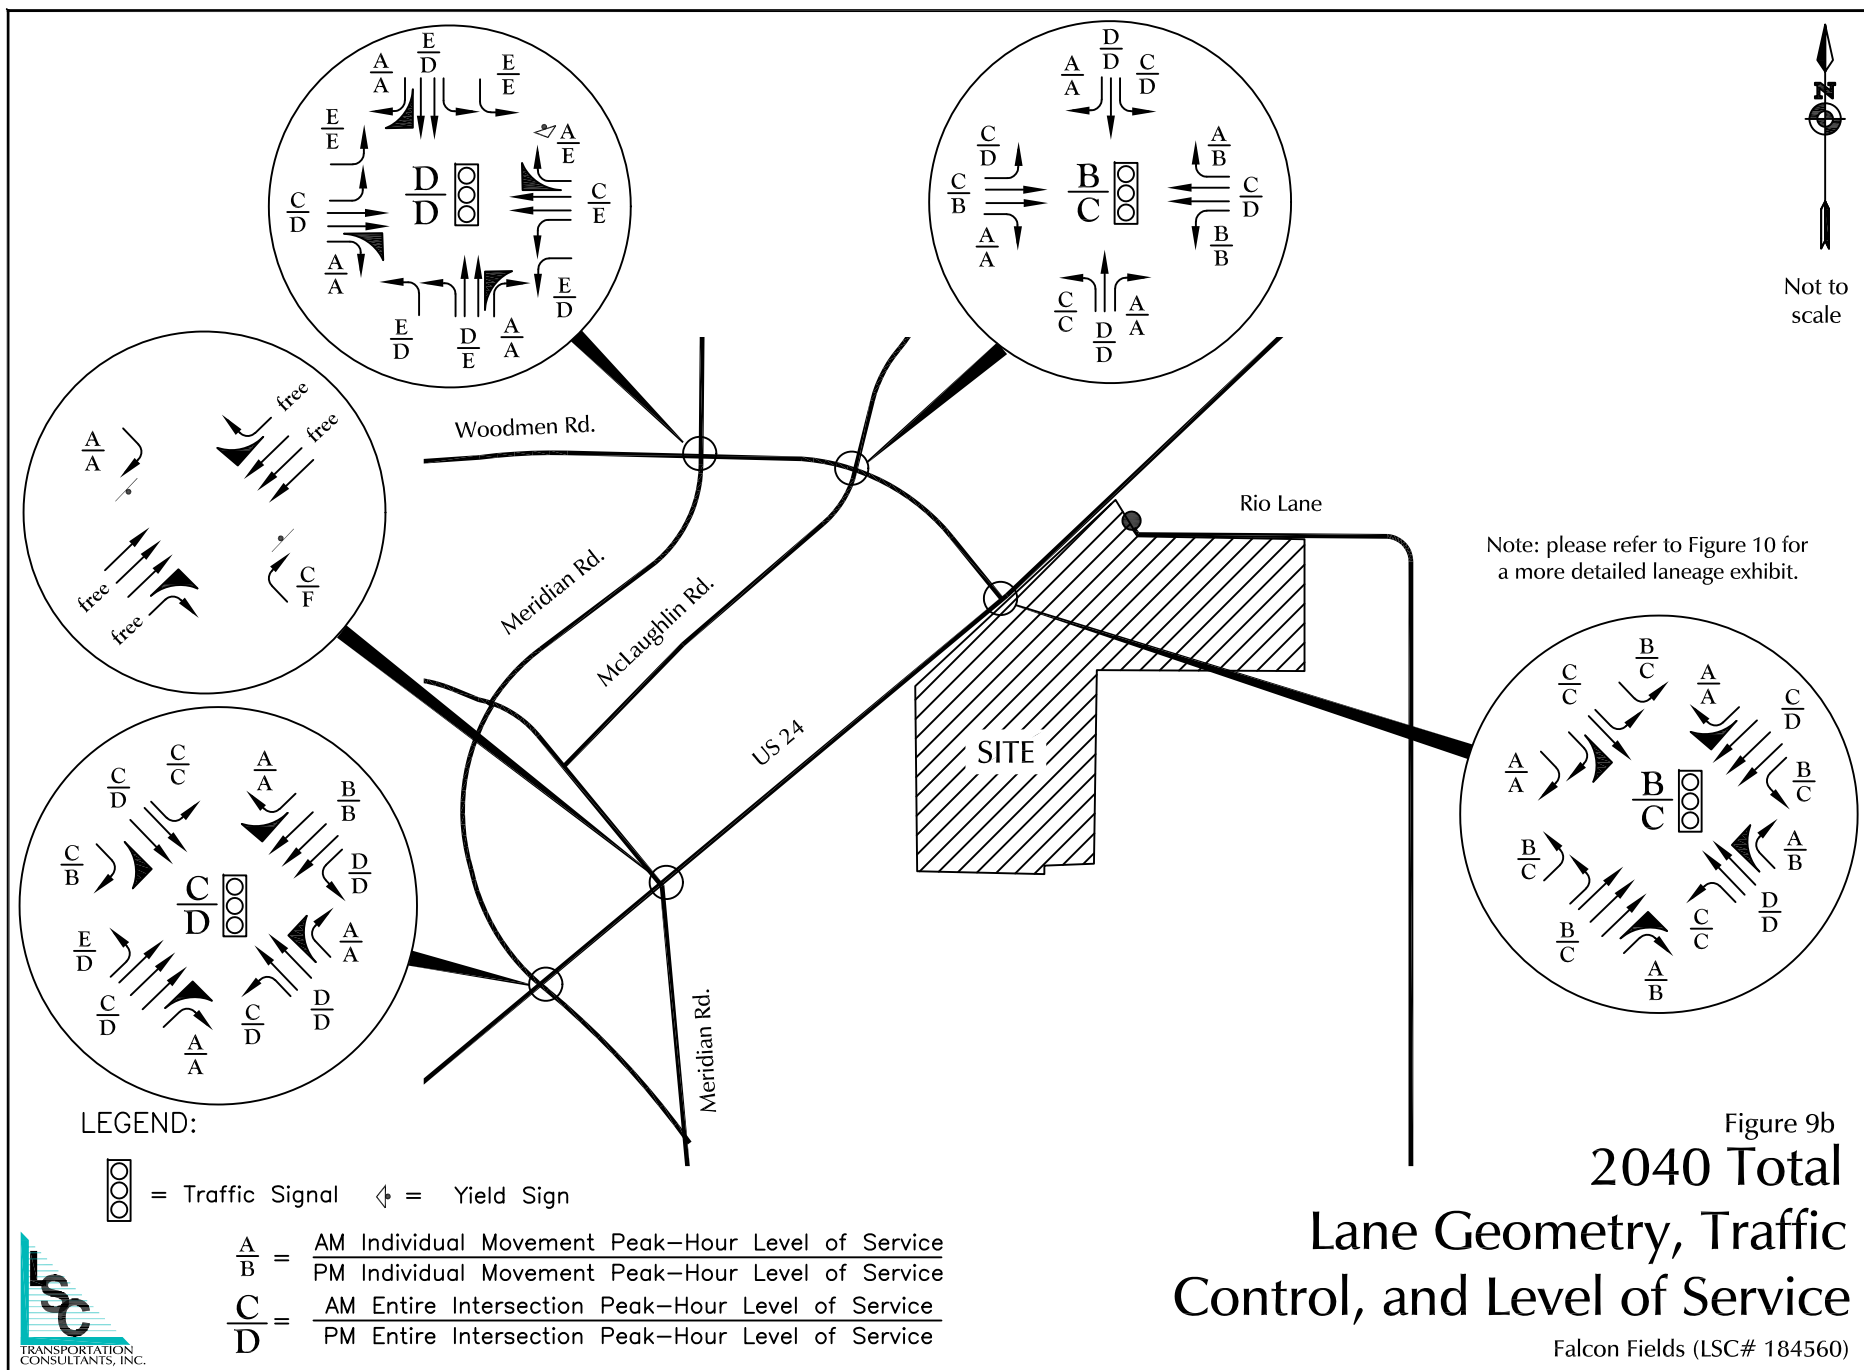 E
D
A
A
E
E
E
E
A
E
D
D
C
D
C
E
A
A
E
D
E
D
D
E
A
A
D
D
A
A
C
D
C
D
A
B
C
B
B
C
C
D
A
A
B
B
C
C
D
D
A
A
N
Not to
scale
free
free
A
A
C
F
free
free
Woodmen Rd.
Meridian Rd.
McLaughlin Rd.
US 24
Rio Lane
SITE
Meridian Rd.
Note: please refer to Figure 10 for
a more detailed laneage exhibit.
C
C
C
D
A
A
B
B
C
B
D
D
C
D
E
D
A
A
C
D
D
D
C
D
A
A
B
C
C
C
A
A
C
D
A
A
B
C
B
C
B
C
A
B
B
C
C
C
D
D
A
B
LEGEND:
= Traffic Signal = Yield Sign
A
B
=
AM Individual Movement Peak-Hour Level of Service
PM Individual Movement Peak-Hour Level of Service
C
D
=
AM Entire Intersection Peak-Hour Level of Service
PM Entire Intersection Peak-Hour Level of Service
LSC
TRANSPORTATION
CONSULTANTS, INC.
Figure 9b
2040 Total
Lane Geometry, Traffic
Control, and Level of Service
Falcon Fields (LSC# 184560)